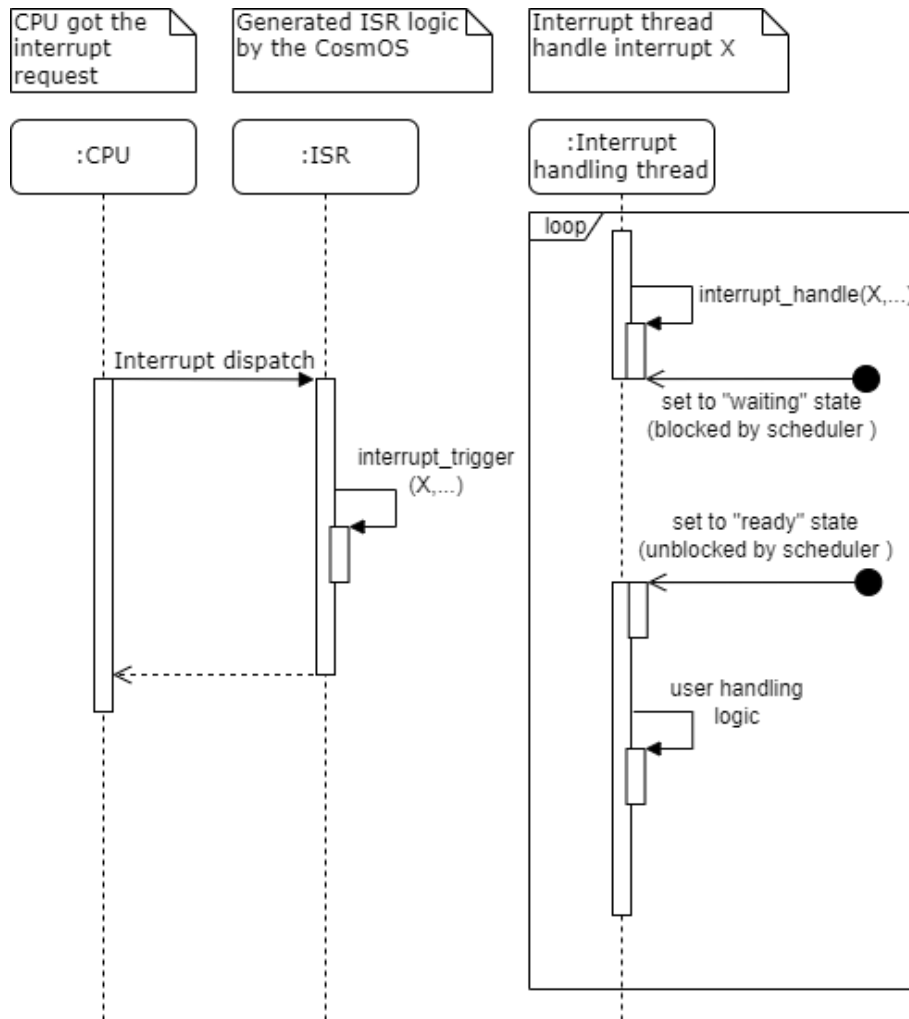 CPU got the
interrupt
request
Generated ISR logic
by the CosmOS
Interrupt thread
handle interrupt X
:CPU
:ISR
:Interrupt
handling thread
loop
interrupt_handle(X,...)
Interrupt dispatch
set to "waiting" state
(blocked by scheduler )
interrupt_trigger
(X,...)
set to "ready" state
(unblocked by scheduler )
user handling
logic